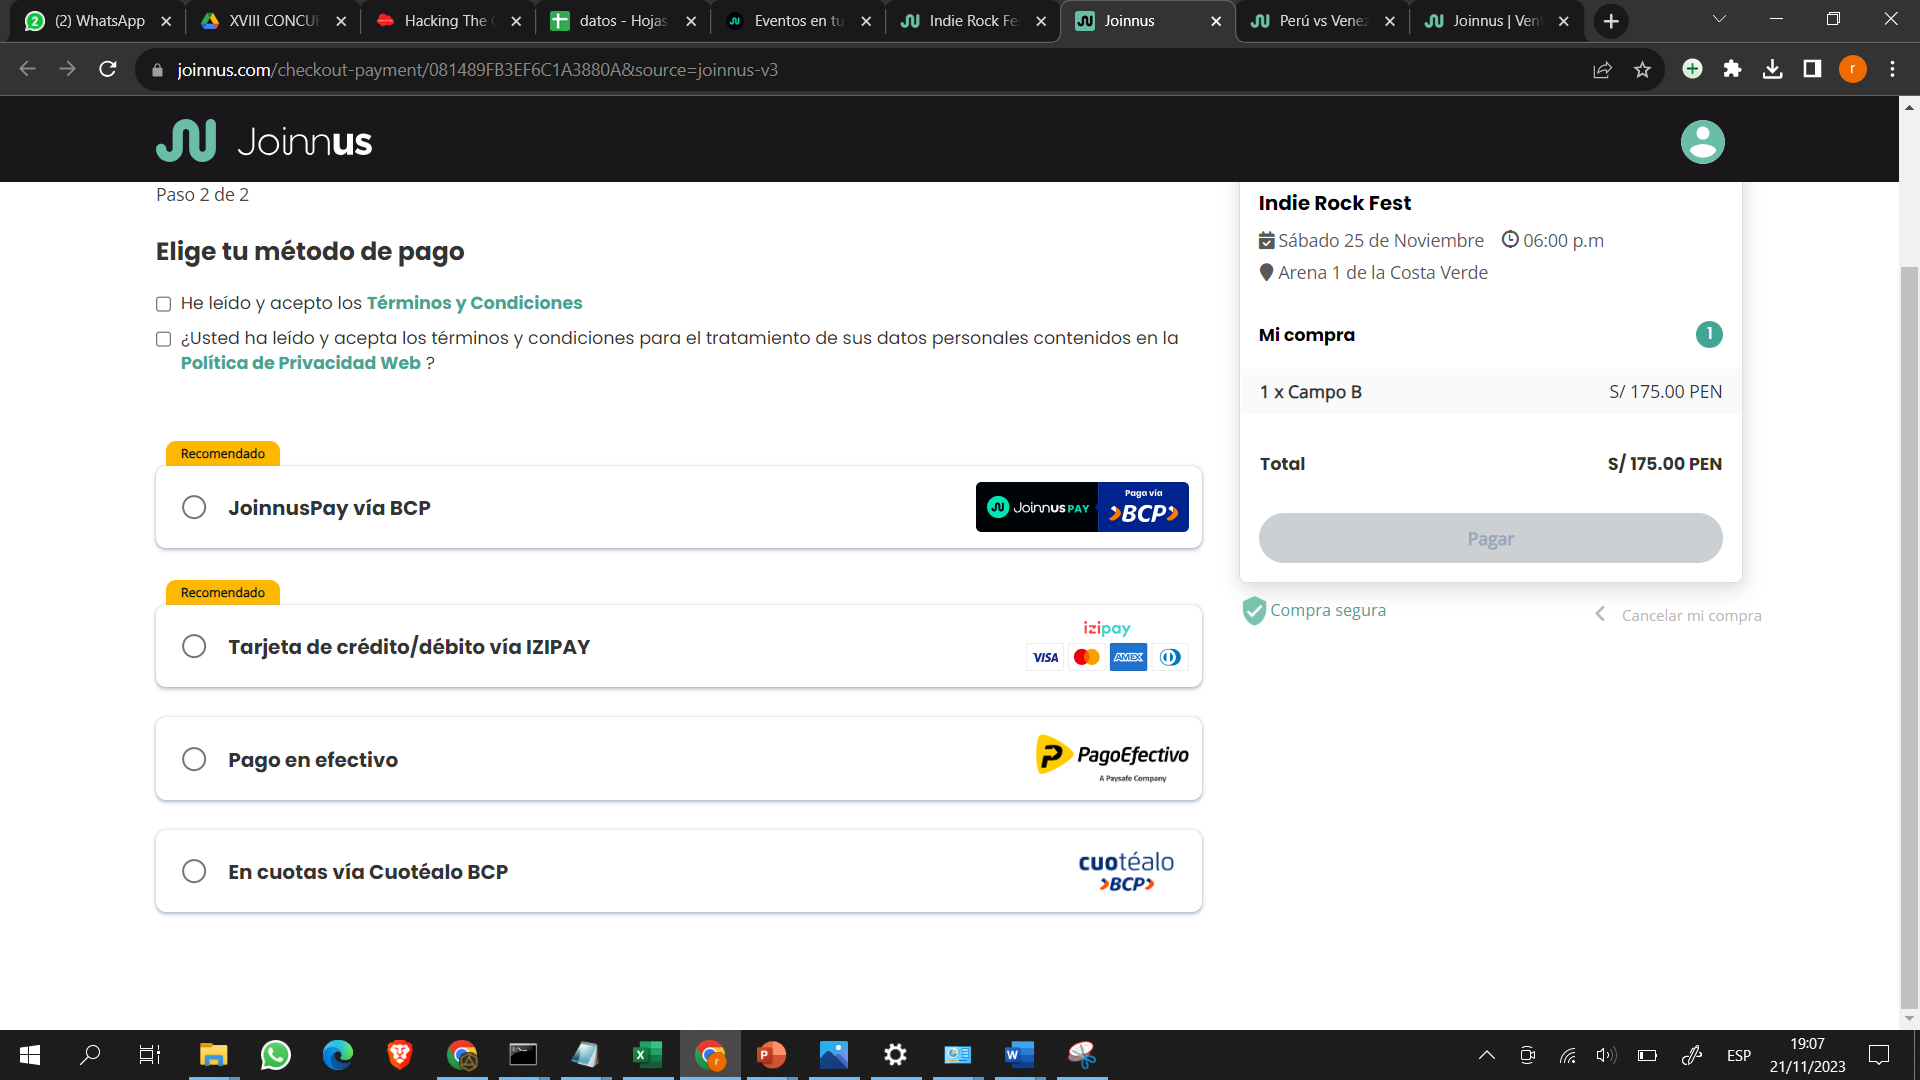 (2) WhatsApp
XVIII CONCUR
Hacking The C
datos - Hojas
Eventos en tu
Indie Rock Fe
Joinnus
Perú vs Venez
Joinnus | Vent
joinnus.com/checkout-payment/081489FB3EF6C1A3880A&source=joinnus-v3
r
Joinnus
Paso 2 de 2
Elige tu método de pago
He leído y acepto los Términos y Condiciones
¿Usted ha leído y acepta los términos y condiciones para el tratamiento de sus datos personales contenidos en la
Política de Privacidad Web ?
Recomendado
JoinnusPay vía BCP
Joinnus PAY
Paga vía
BCP
Recomendado
Tarjeta de crédito/débito vía IZIPAY
izipay
VISA
AMEX
Pago en efectivo
PagoEfectivo
A Paysafe Company
En cuotas vía Cuotéalo BCP
cuotéalo
BCP
Indie Rock Fest
Sábado 25 de Noviembre 06:00 p.m
Arena 1 de la Costa Verde
Mi compra 1
1 x Campo B S/ 175.00 PEN
Total S/ 175.00 PEN
Pagar
Compra segura
Cancelar mi compra
ESP
19:07
21/11/2023